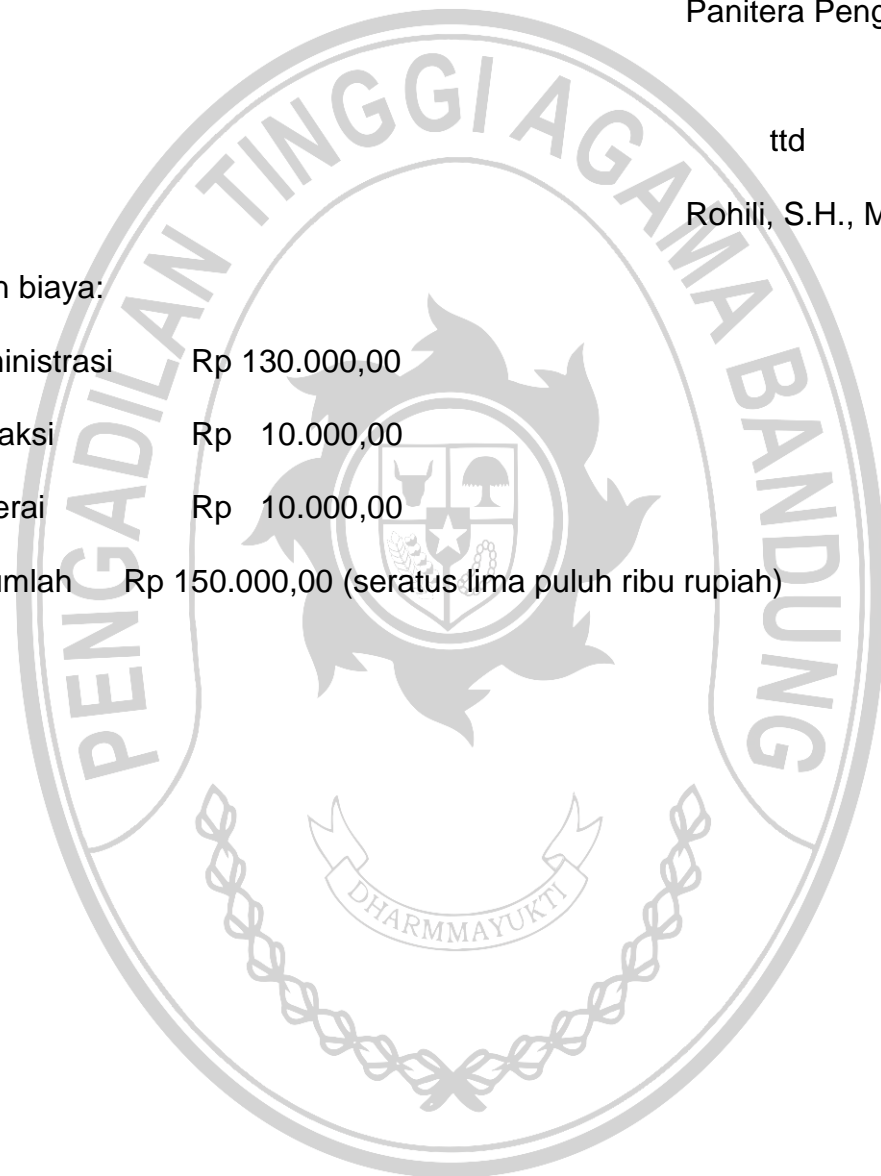 Panitera Peng
ttd
Rohili, S.H., M
n biaya:
ninistrasi Rp 130.000,00
aksi Rp 10.000,00
erai Rp 10.000,00
umlah Rp 150.000,00 (seratus lima puluh ribu rupiah)
PENGADILAN TINGGI AGAMA BANDUNG
DHARMMAYUKTI